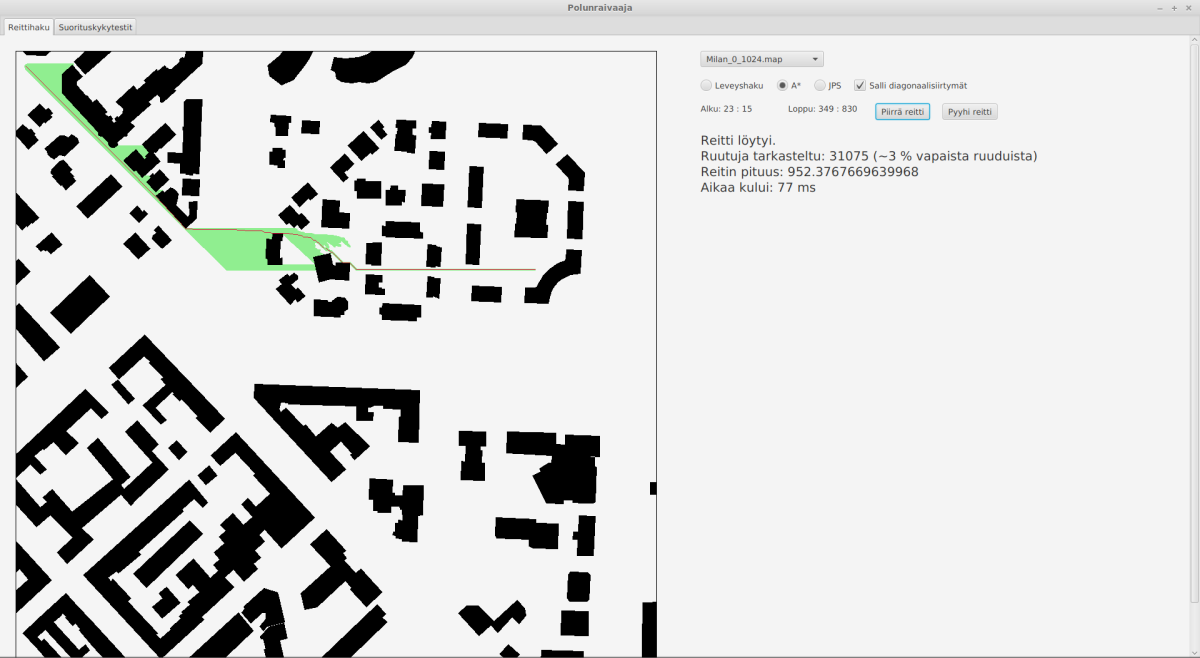 Polunraivaaja
Reittihaku Suorituskykytestit
Milan_0_1024.map
Leveyshaku A* JPS Salli diagonaalisiirtymät
Alku: 23 : 15 Loppu: 349 : 830 Piirrä reitti Pyyhi reitti
Reitti löytyi.
Ruutuja tarkasteltu: 31075 (~3 % vapaista ruuduista)
Reitin pituus: 952.3767669639968
Aikaa kului: 77 ms